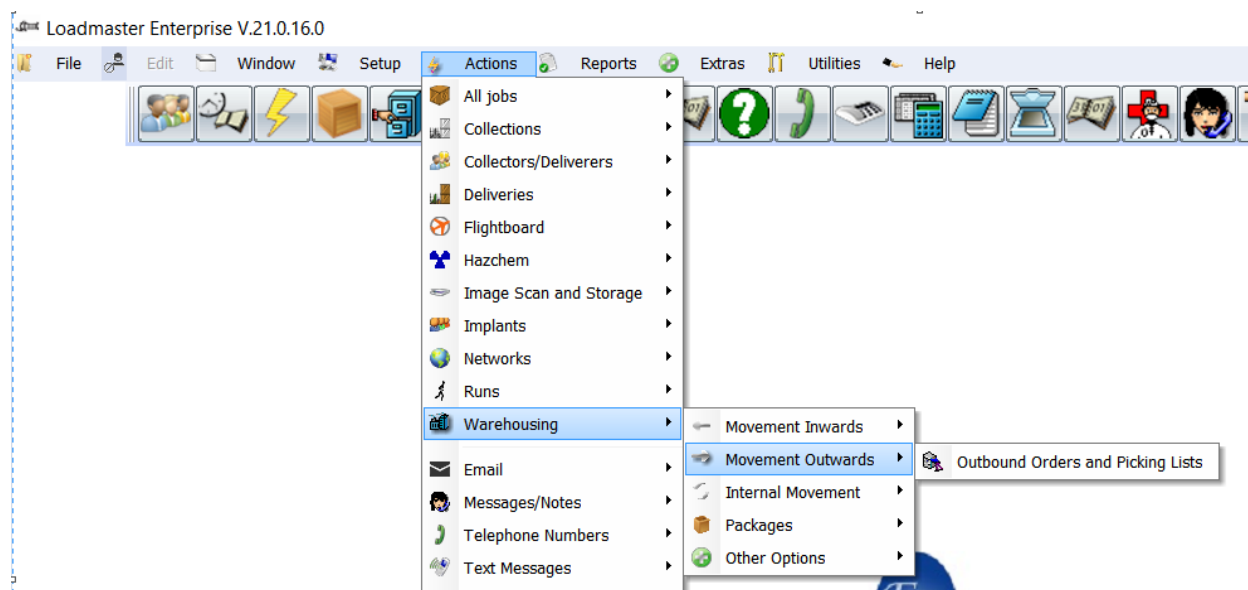 Loadmaster Enterprise V.21.0.16.0
File Edit Window Setup Actions Reports Extras Utilities Help
All jobs
Collections
Collectors/Deliverers
Deliveries
Flightboard
Hazchem
Image Scan and Storage
Implants
Networks
Runs
Warehousing
Movement Inwards
Movement Outwards
Outbound Orders and Picking Lists
Internal Movement
Packages
Other Options
Email
Messages/Notes
Telephone Numbers
Text Messages